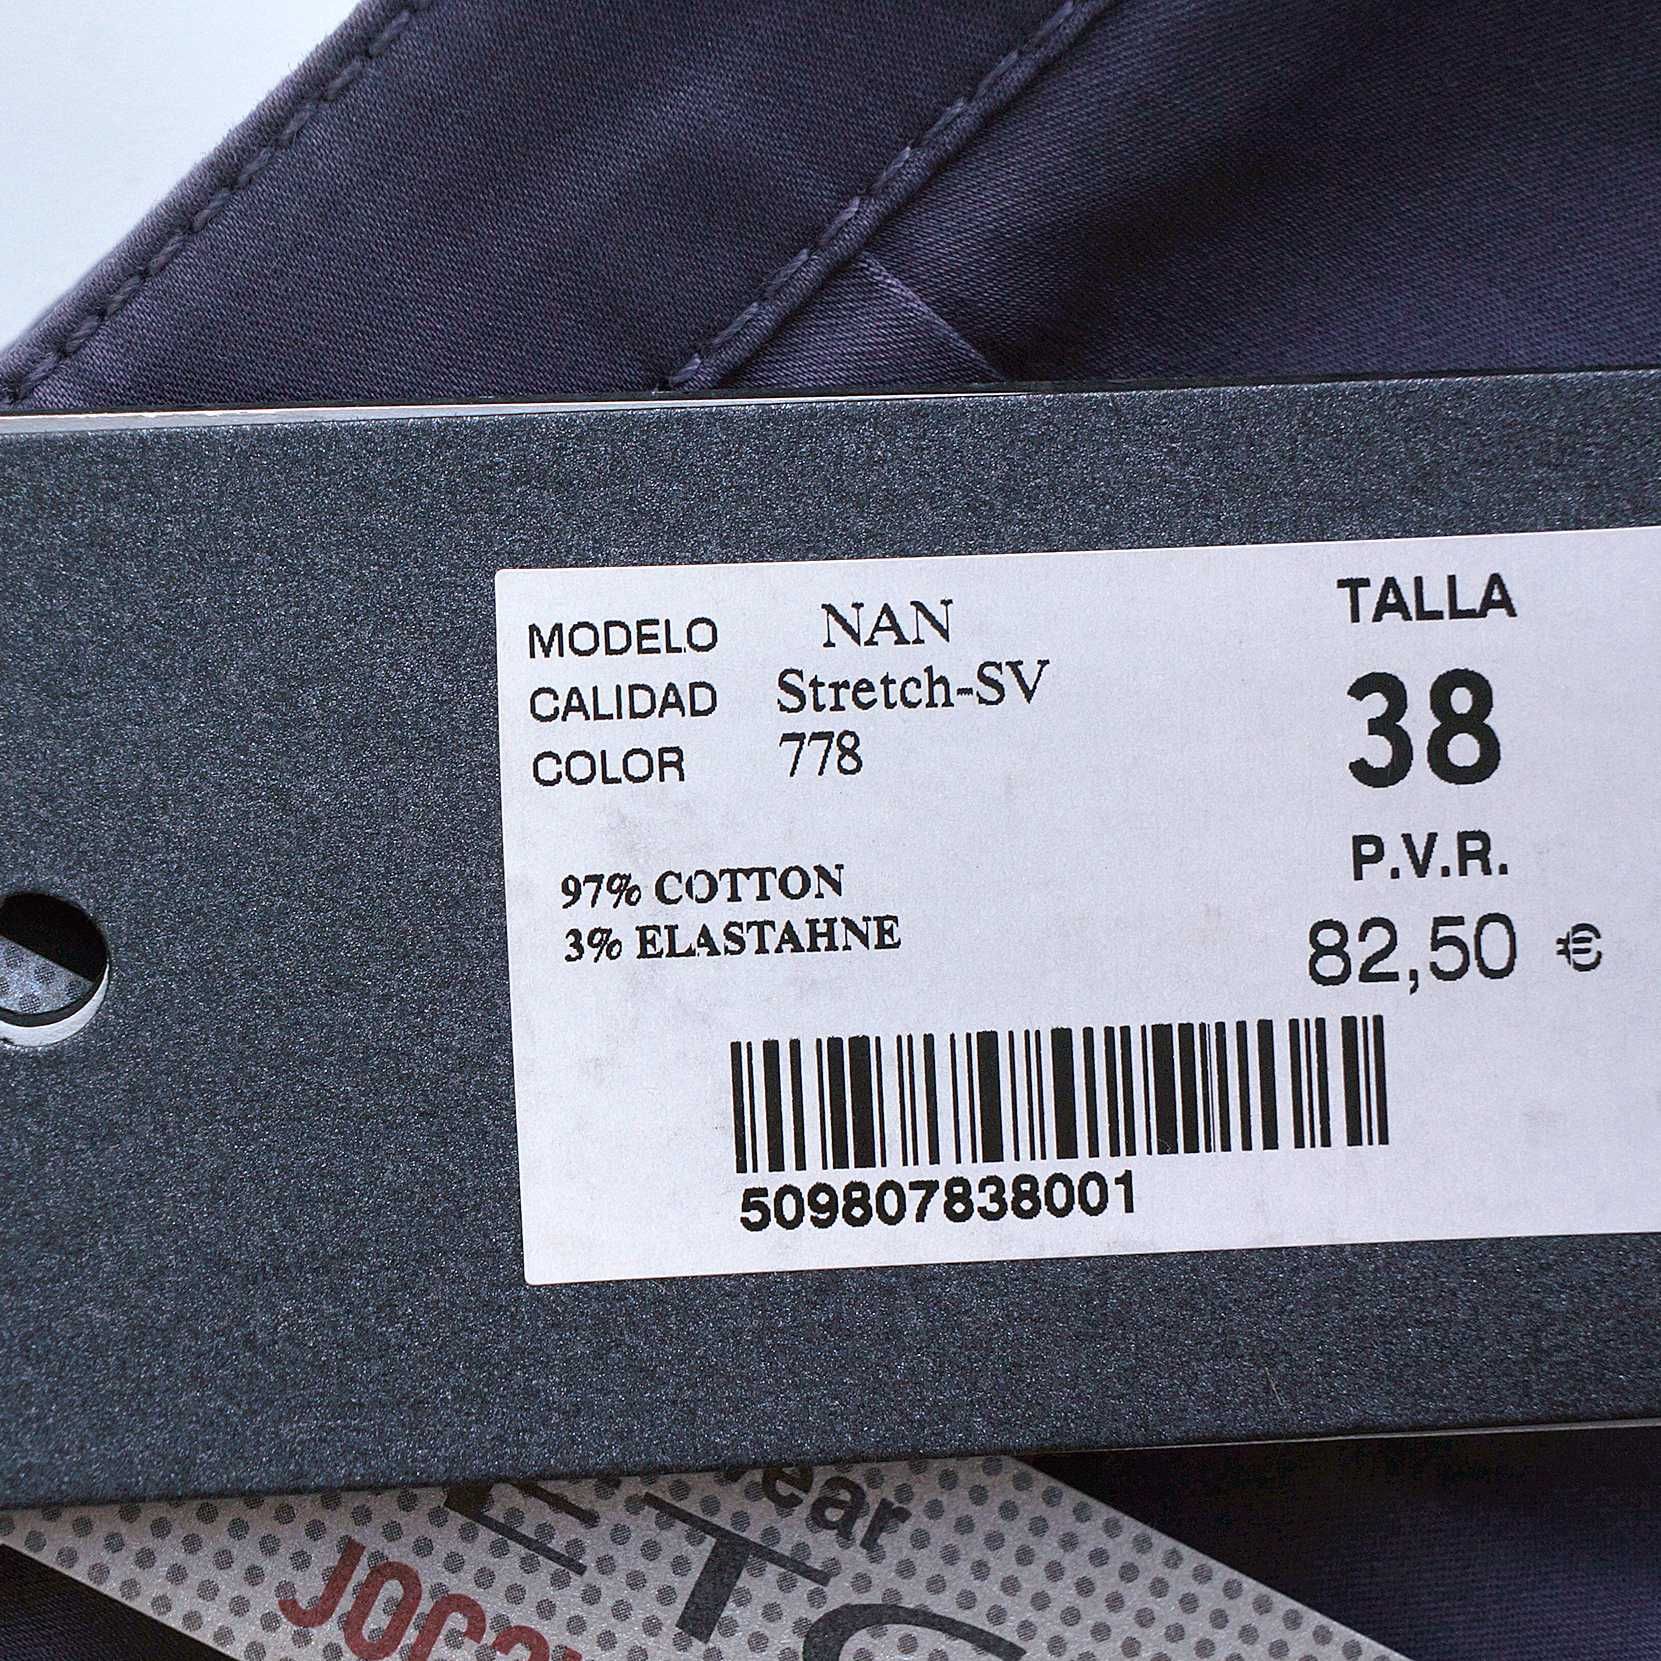 MODELO NAN
CALIDAD Stretch-SV
COLOR 778
97% COTTON
3% ELASTAHNE
TALLA
38
P.V.R.
82,50 €
509807838001